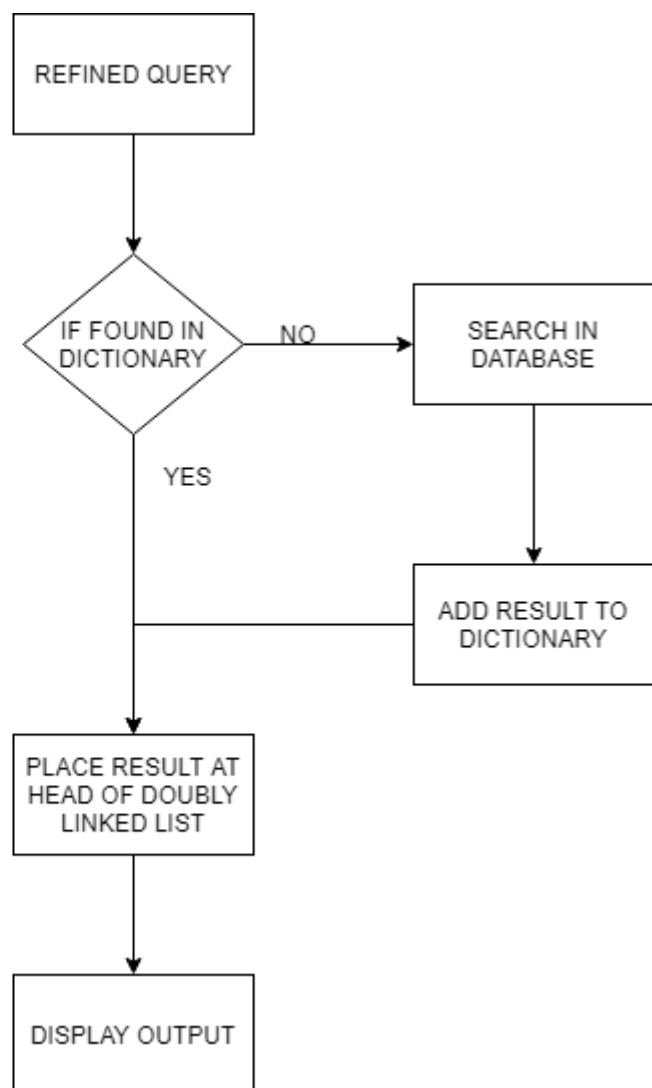 REFINED QUERY
IF FOUND IN
DICTIONARY
NO
SEARCH IN
DATABASE
YES
ADD RESULT TO
DICTIONARY
PLACE RESULT AT
HEAD OF DOUBLY
LINKED LIST
DISPLAY OUTPUT